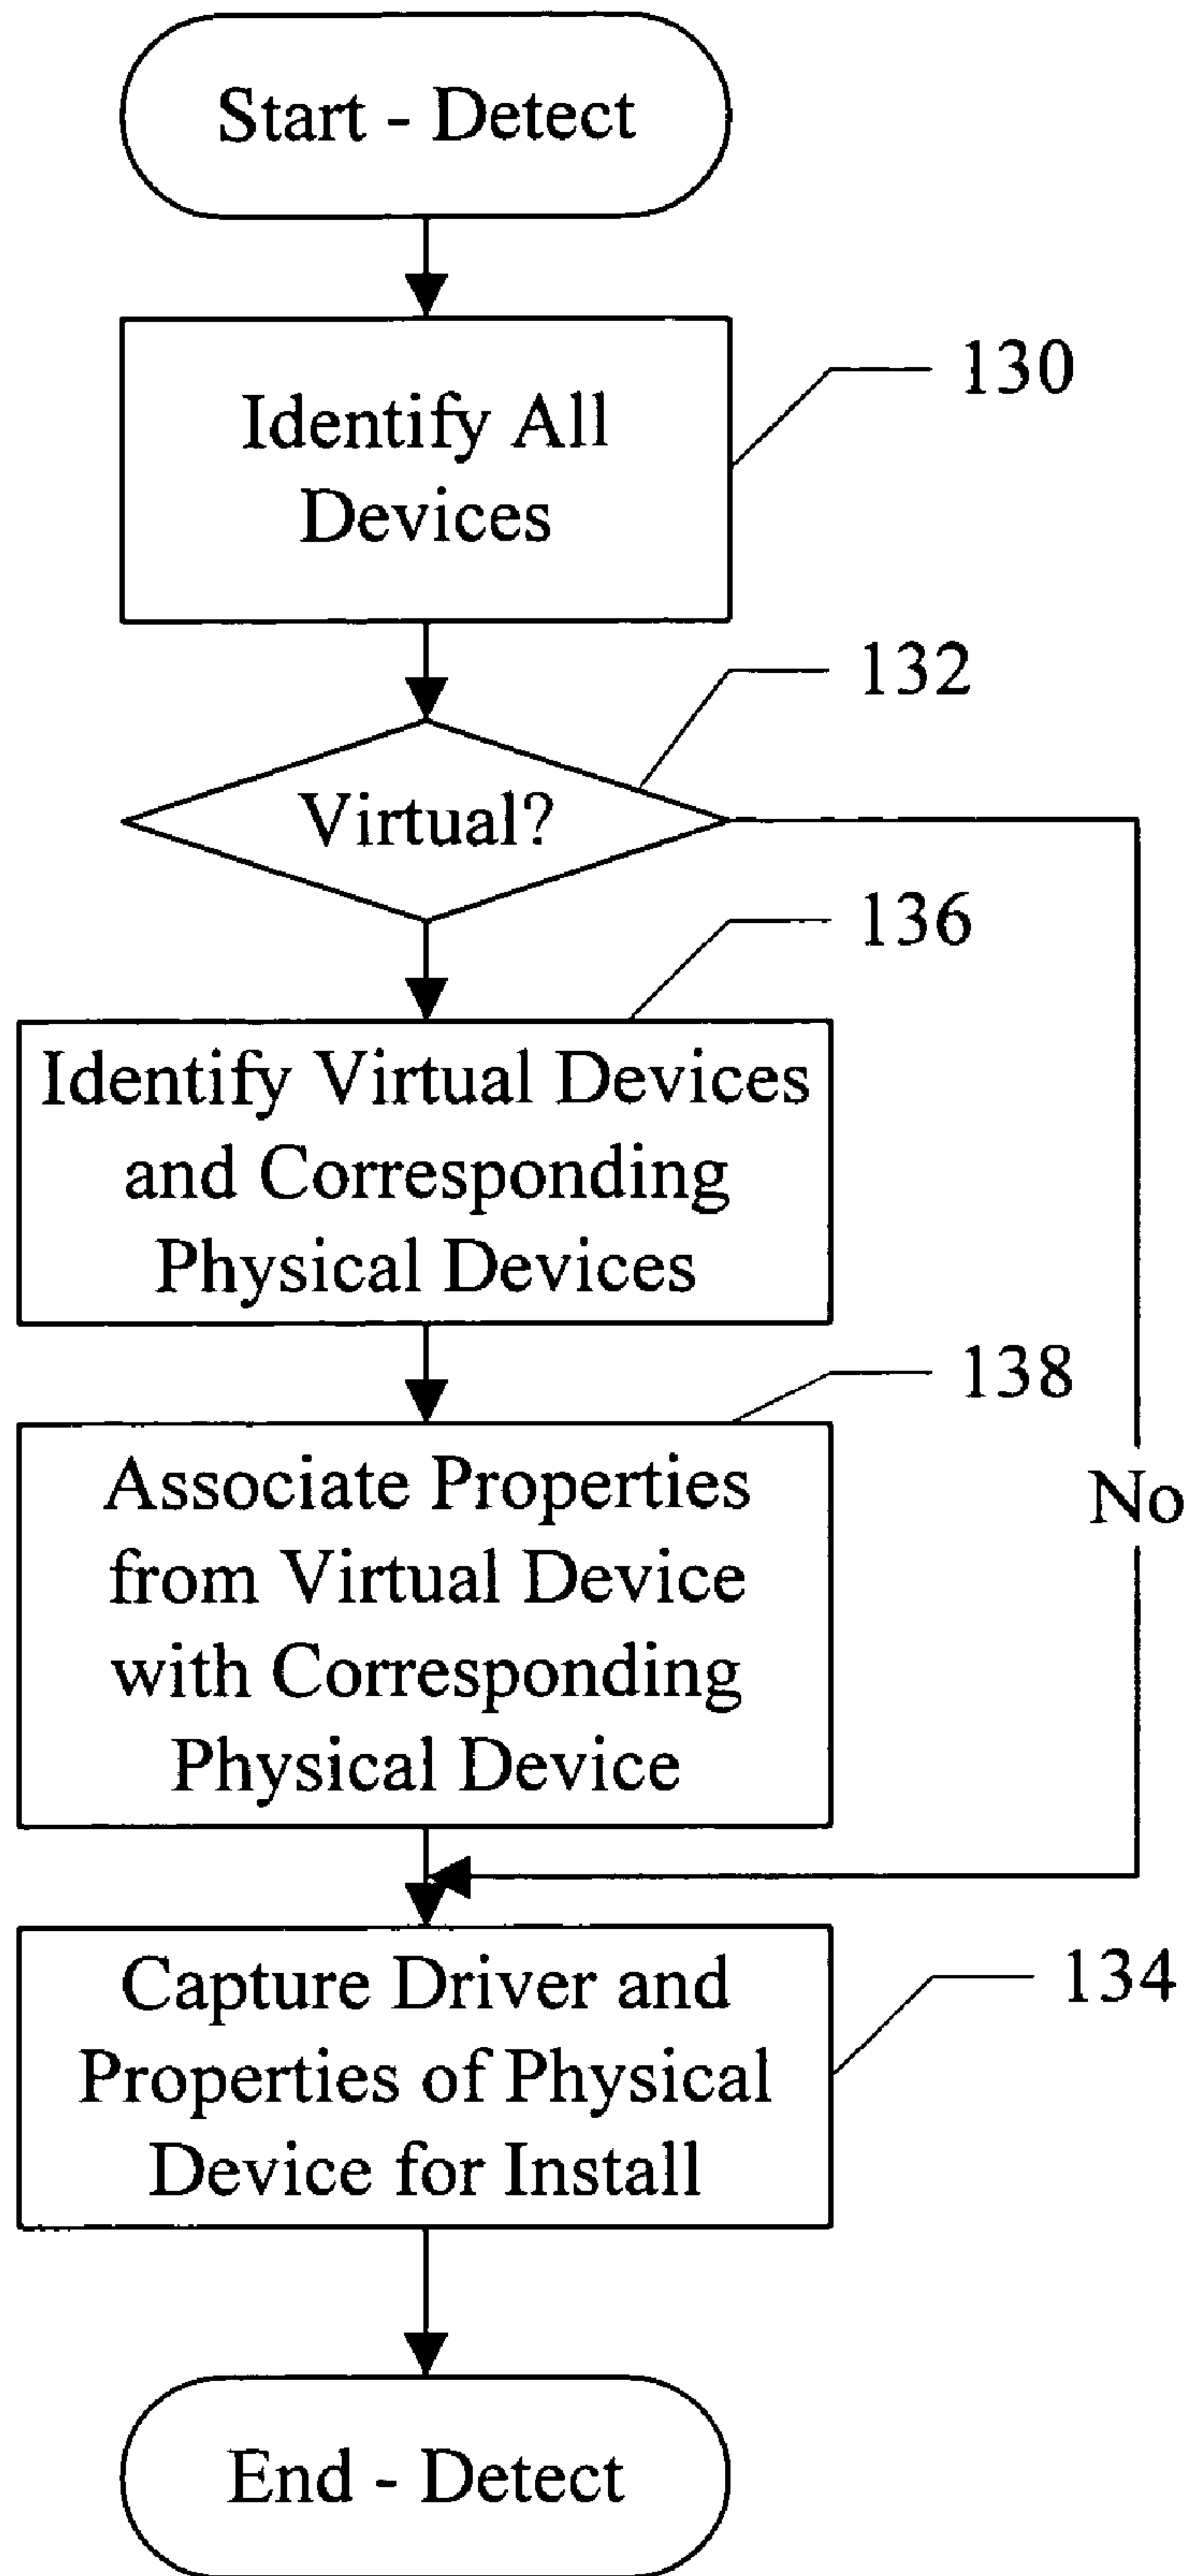 Start - Detect
Identify All
Devices
130
Virtual?
132
Identify Virtual Devices
and Corresponding
Physical Devices
136
Associate Properties
from Virtual Device
with Corresponding
Physical Device
138
No
Capture Driver and
Properties of Physical
Device for Install
134
End - Detect